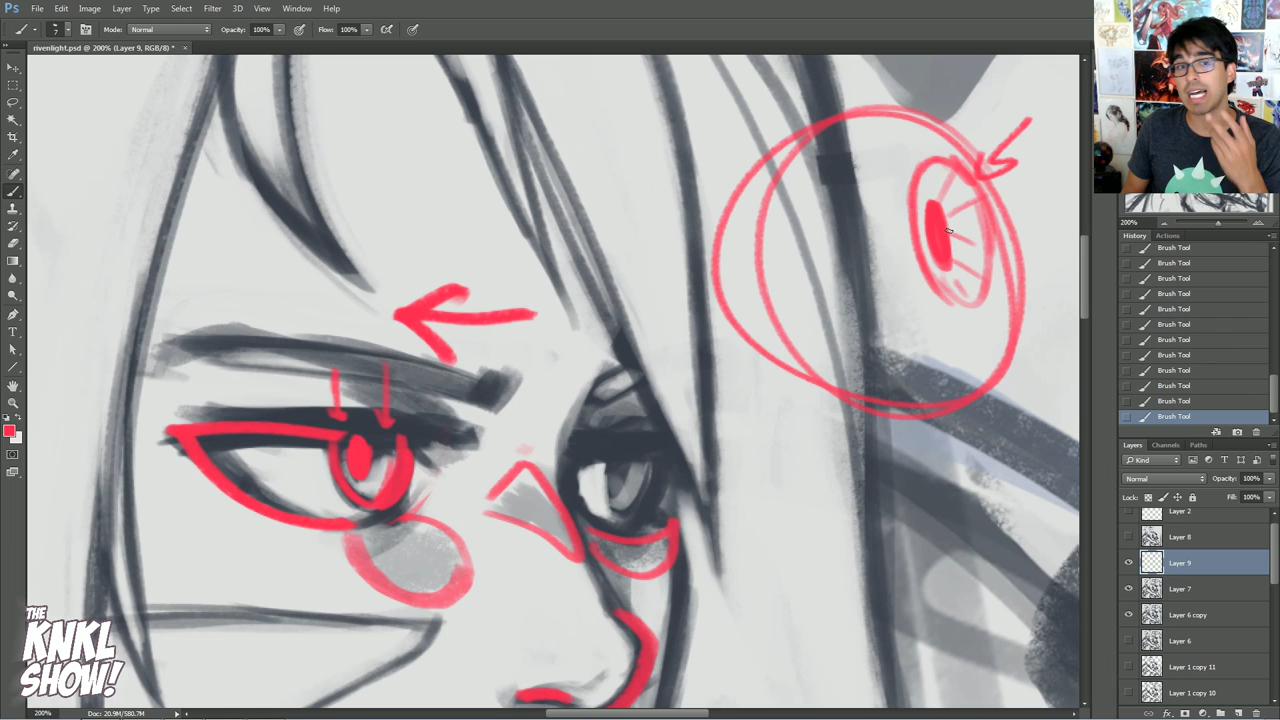 Ps File Edit Image Layer Type Select Filter 3D View Window Help
7 Mode: Normal Opacity: 100% Flow: 100%
rivenlight.psd @ 200% (Layer 9, RGB/8) * ×
200%
History Actions
Brush Tool
Brush Tool
Brush Tool
Brush Tool
Brush Tool
Brush Tool
Brush Tool
Brush Tool
Brush Tool
Brush Tool
Brush Tool
Brush Tool
Layers Channels Paths
Kind
Normal Opacity: 100%
Lock: Fill: 100%
Layer 2
Layer 8
Layer 9
Layer 7
Layer 6 copy
Layer 6
Layer 1 copy 11
Layer 1 copy 10
THE
KNKL
SHOW!
200% Doc: 20.9M/580.7M